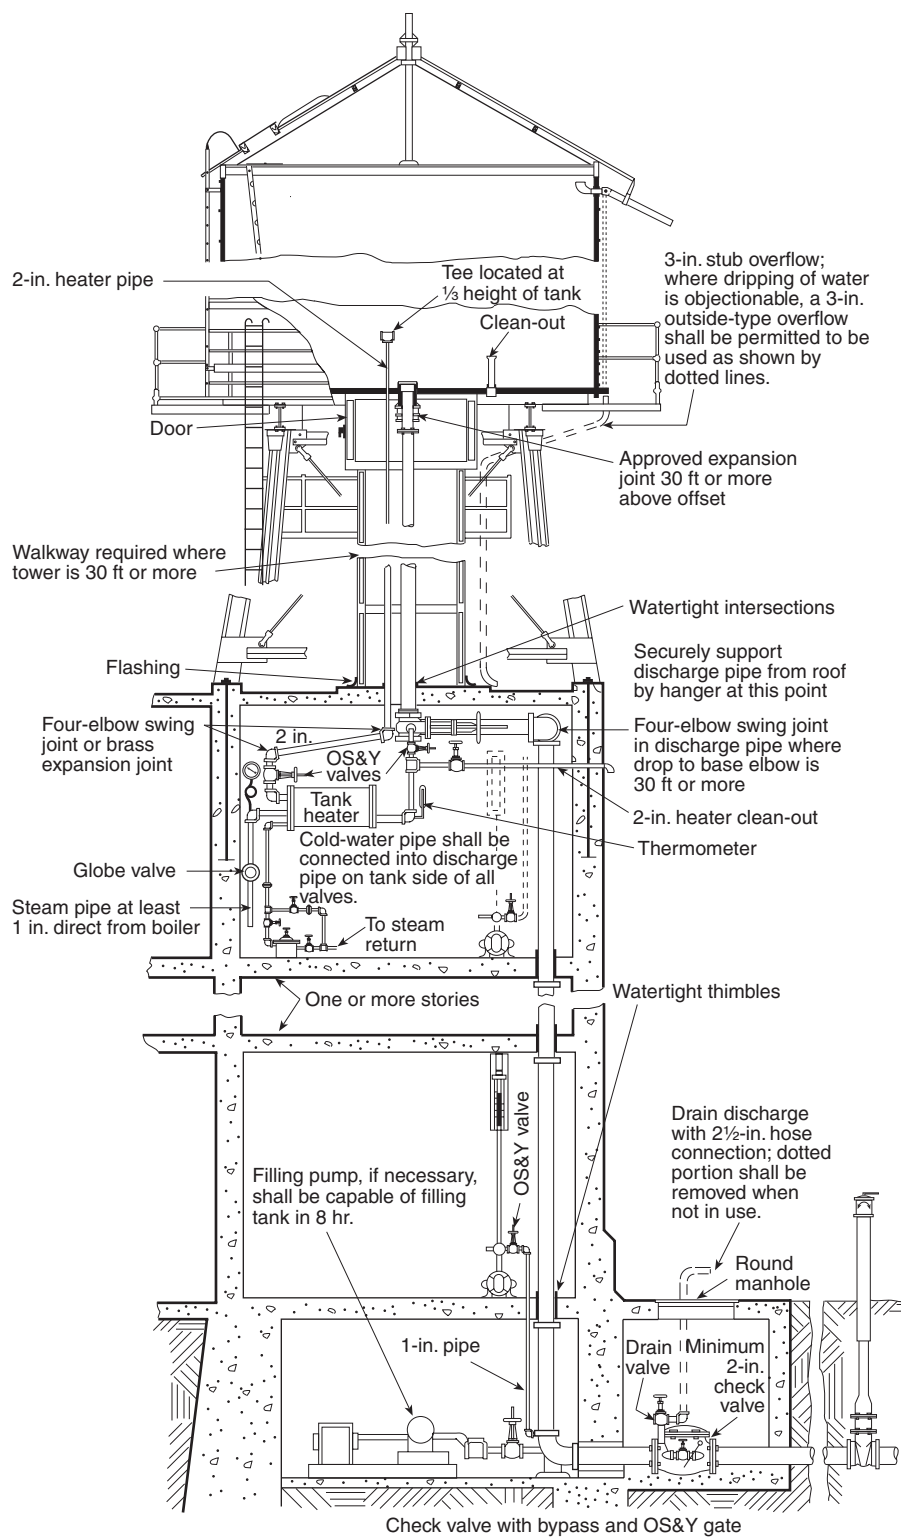 2-in. heater pipe
Tee located at
⅓ height of tank
Clean-out
3-in. stub overflow;
where dripping of water
is objectionable, a 3-in.
outside-type overflow
shall be permitted to be
used as shown by
dotted lines.
Door
Approved expansion
joint 30 ft or more
above offset
Walkway required where
tower is 30 ft or more
Watertight intersections
Flashing
Securely support
discharge pipe from roof
by hanger at this point
Four-elbow swing
joint or brass
expansion joint
2 in.
OS&Y
valves
Four-elbow swing joint
in discharge pipe where
drop to base elbow is
30 ft or more
Tank
heater
2-in. heater clean-out
Thermometer
Cold-water pipe shall be
connected into discharge
pipe on tank side of all
valves.
Globe valve
Steam pipe at least
1 in. direct from boiler
To steam
return
One or more stories
Watertight thimbles
OS&Y valve
Drain discharge
with 2½-in. hose
connection; dotted
portion shall be
removed when
not in use.
Filling pump, if necessary,
shall be capable of filling
tank in 8 hr.
Round
manhole
1-in. pipe
Drain
valve
Minimum
2-in.
check
valve
Check valve with bypass and OS&Y gate